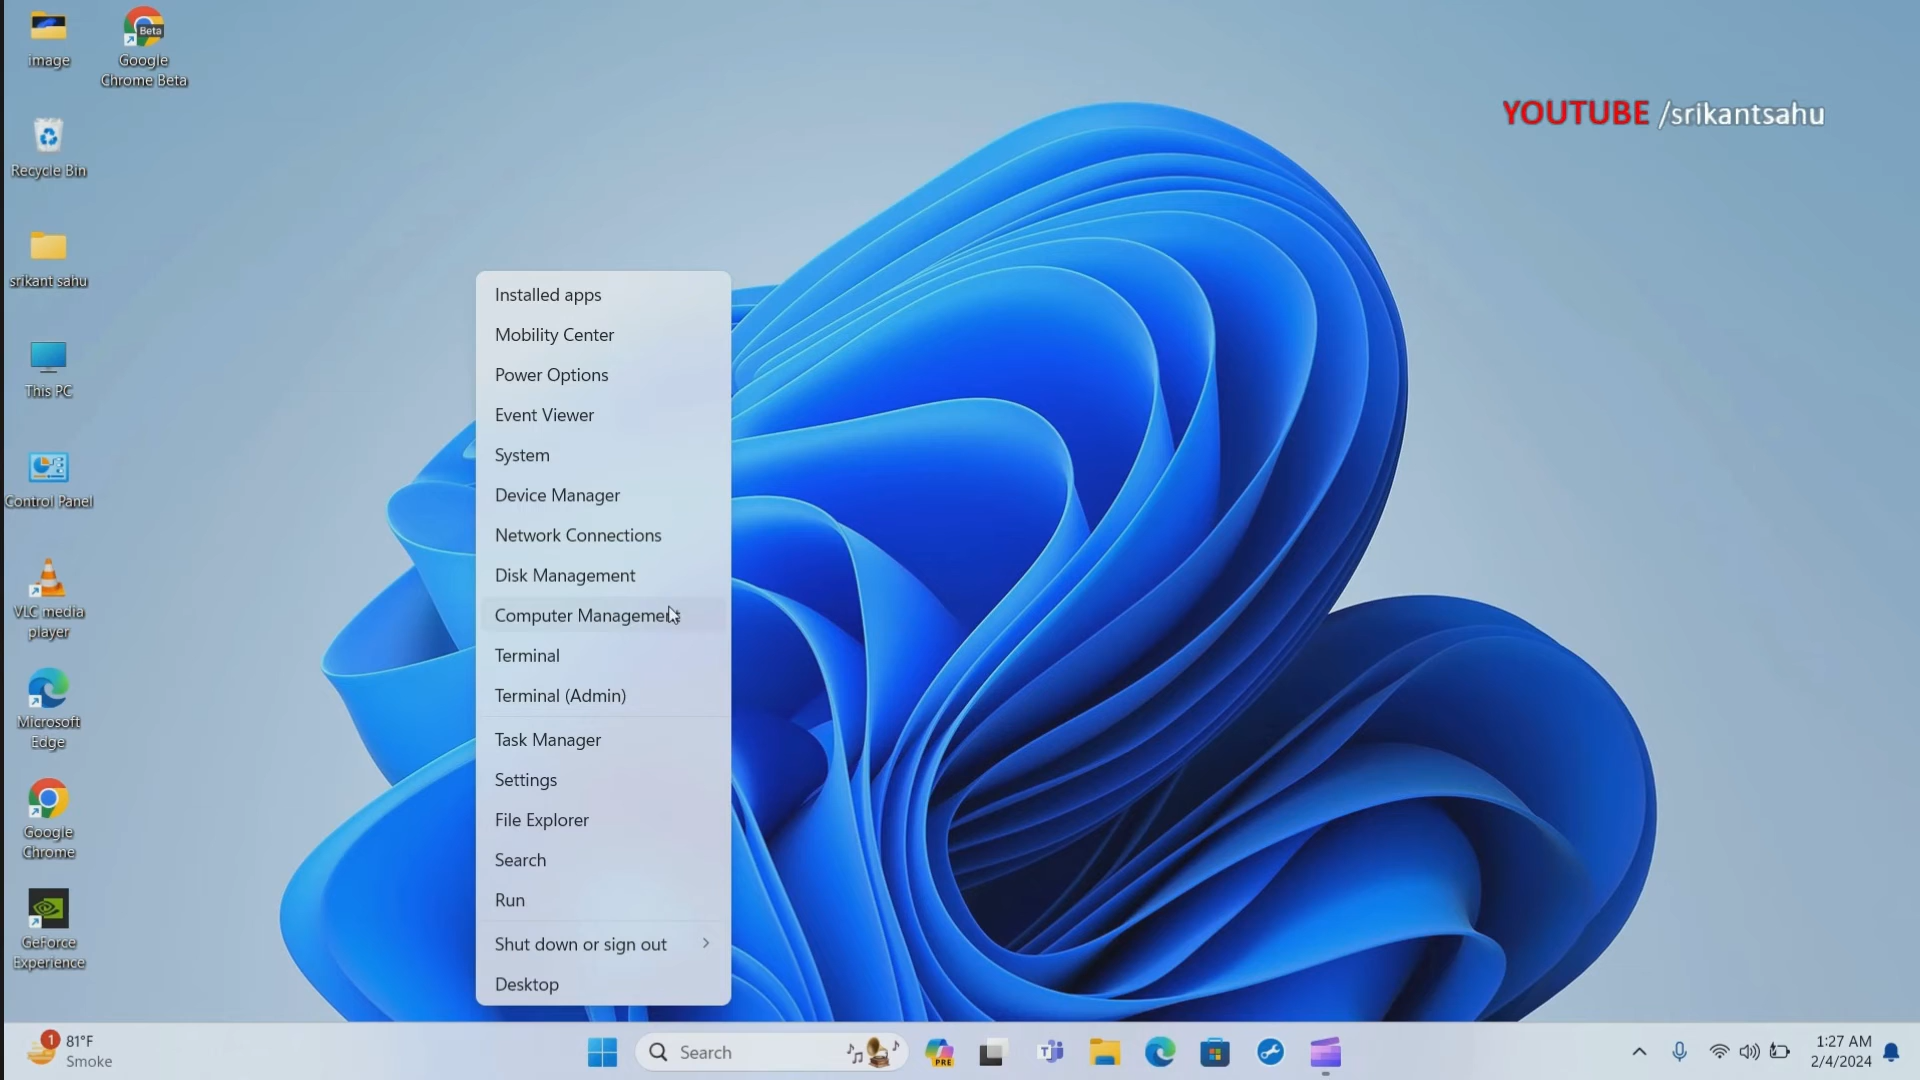 image
Google
Chrome Beta
Beta
Recycle Bin
srikant sahu
This PC
Control Panel
VLC media
player
Microsoft
Edge
Google
Chrome
GeForce
Experience
YOUTUBE /srikantsahu
Installed apps
Mobility Center
Power Options
Event Viewer
System
Device Manager
Network Connections
Disk Management
Computer Management
Terminal
Terminal (Admin)
Task Manager
Settings
File Explorer
Search
Run
Shut down or sign out
Desktop
1
81°F
Smoke
Search
PRE
1:27 AM
2/4/2024